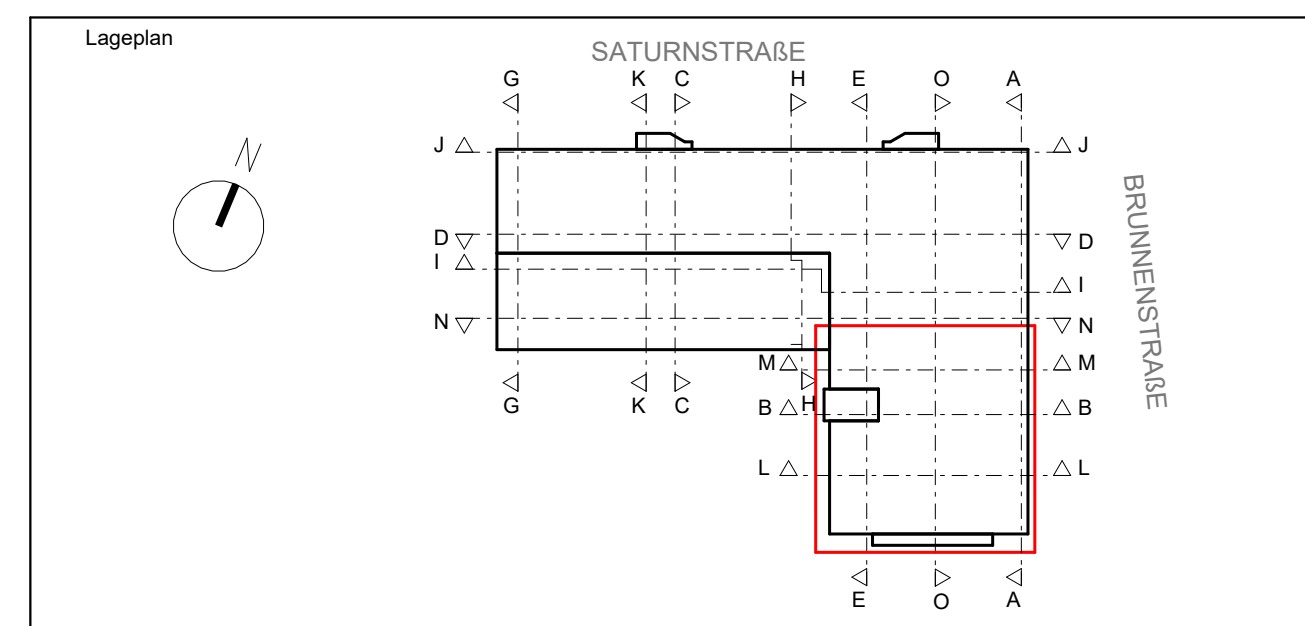 Lageplan
SATURNSTRAßE
G K C H E O A
N
J J
D D
I I
N N
BRUNNENSTRAßE
M M
G K C H B B
L L
E O A